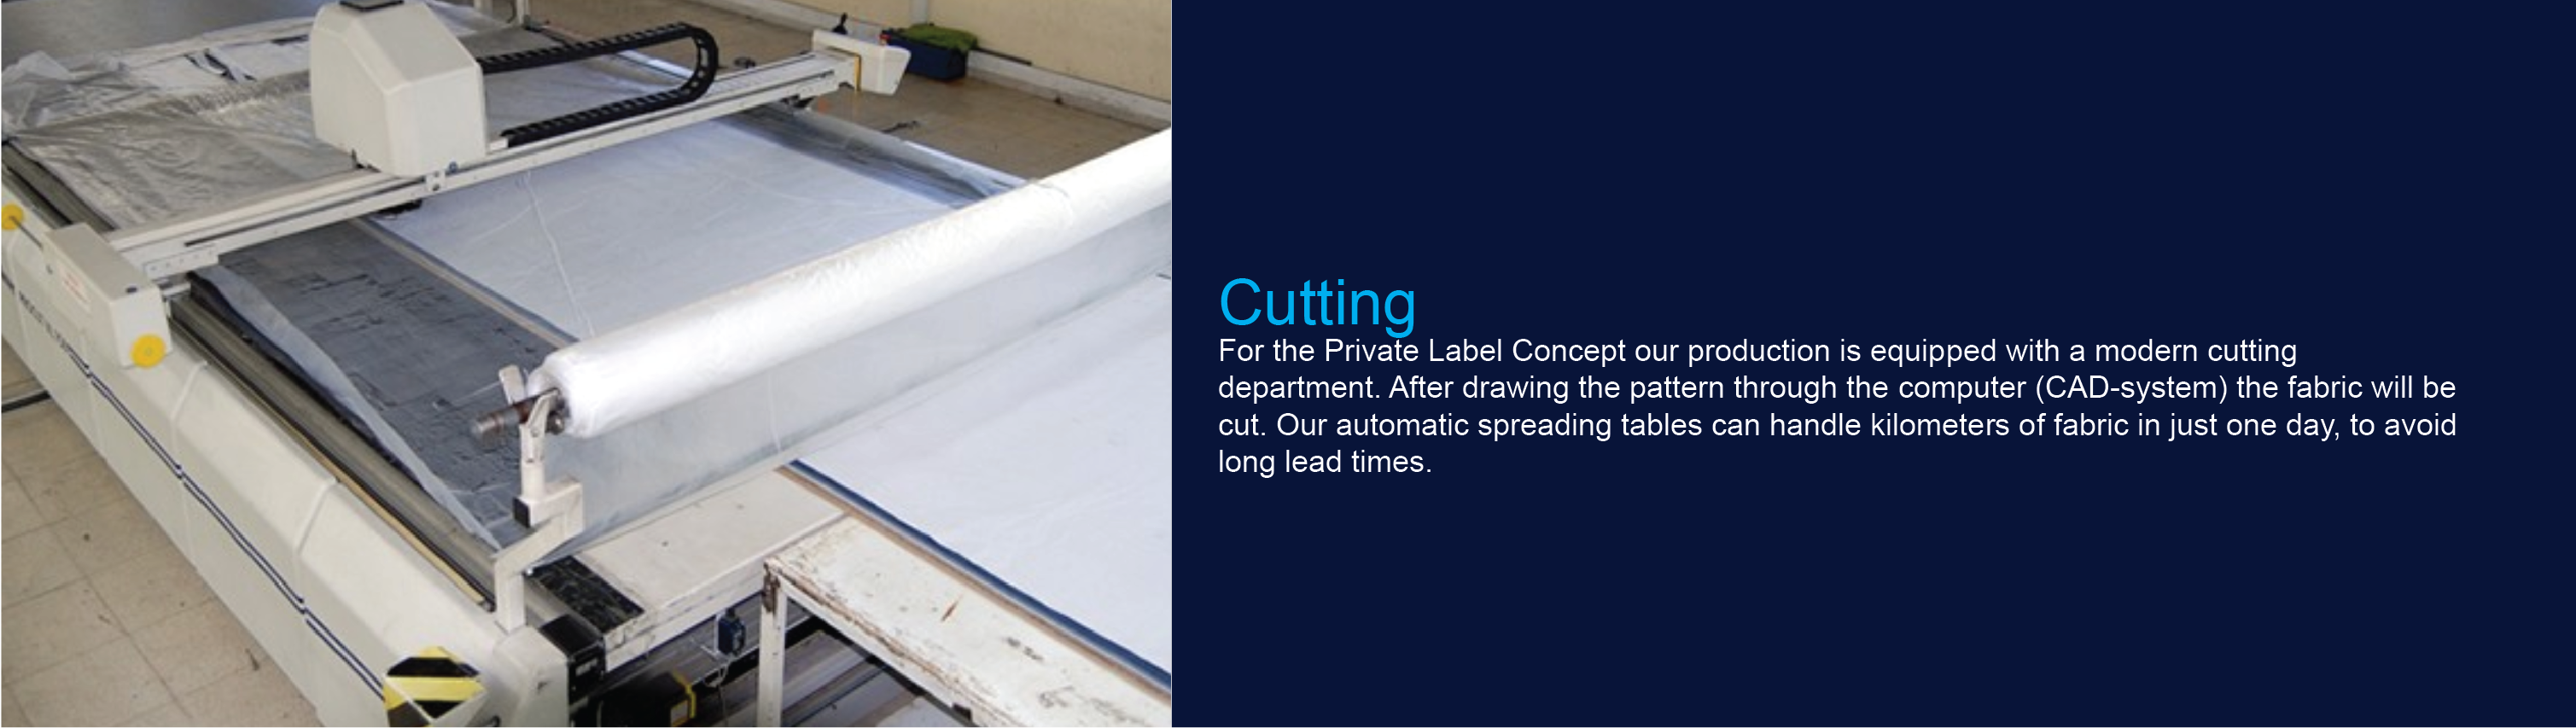 Cutting
For the Private Label Concept our production is equipped with a modern cutting
department. After drawing the pattern through the computer (CAD-system) the fabric will be
cut. Our automatic spreading tables can handle kilometers of fabric in just one day, to avoid
long lead times.